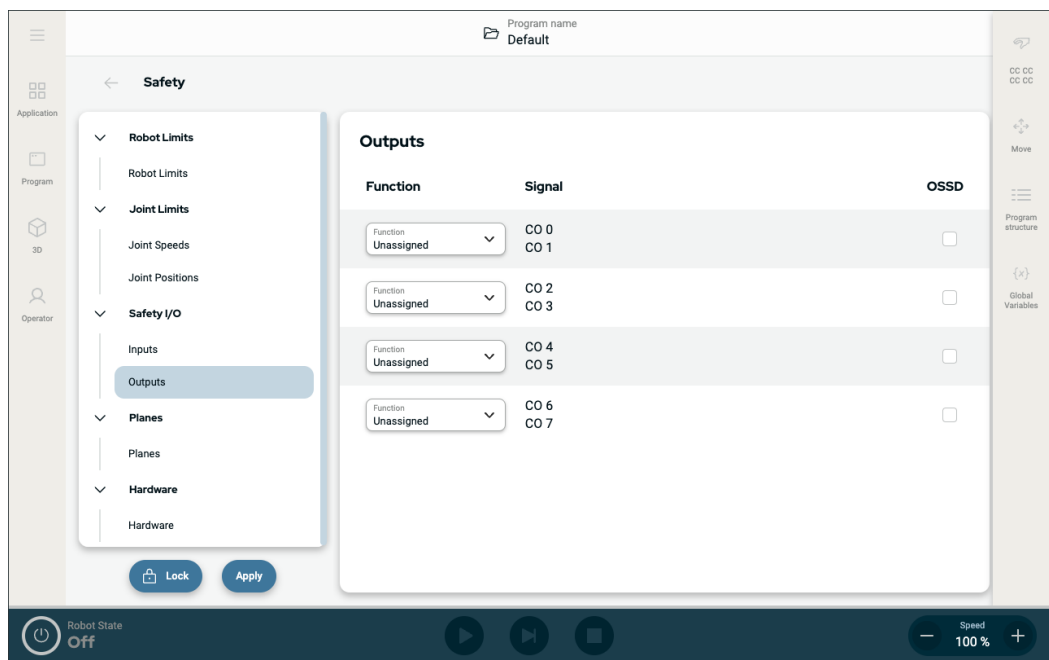 Program name
Default
Application
Program
3D
Operator
Safety
Robot Limits
Robot Limits
Joint Limits
Joint Speeds
Joint Positions
Safety I/O
Inputs
Outputs
Planes
Planes
Hardware
Hardware
Lock
Apply
Outputs
Function Signal OSSD
Function
Unassigned
CO 0
CO 1
Function
Unassigned
CO 2
CO 3
Function
Unassigned
CO 4
CO 5
Function
Unassigned
CO 6
CO 7
CC CC
CC CC
Move
Program
structure
{x}
Global
Variables
Robot State
Off
Speed
100 %